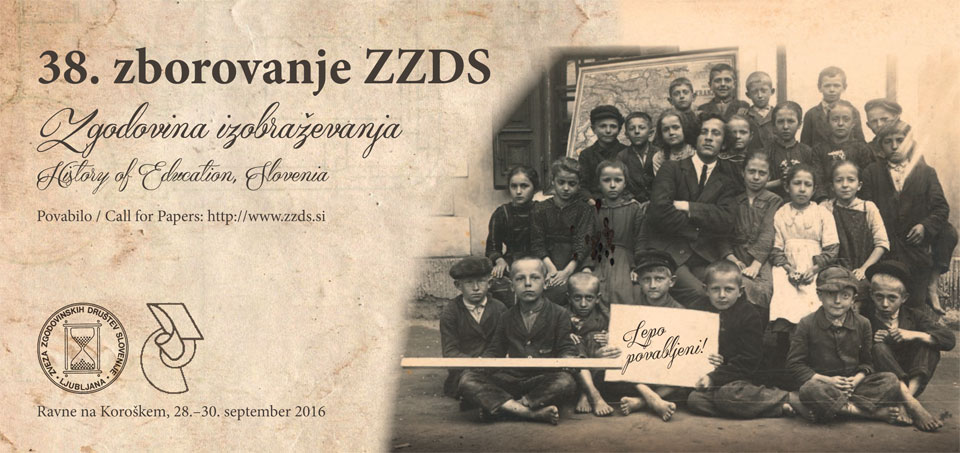 38. zborovanje ZZDS
Zgodovina izobraževanja
History of Education, Slovenia
Povabilo / Call for Papers: http://www.zzds.si
ZVEZA ZGODOVINSKIH DRUŠTEV SLOVENIJE
LJUBLJANA
Ravne na Koroškem, 28.–30. september 2016
Lepo
povabljeni!